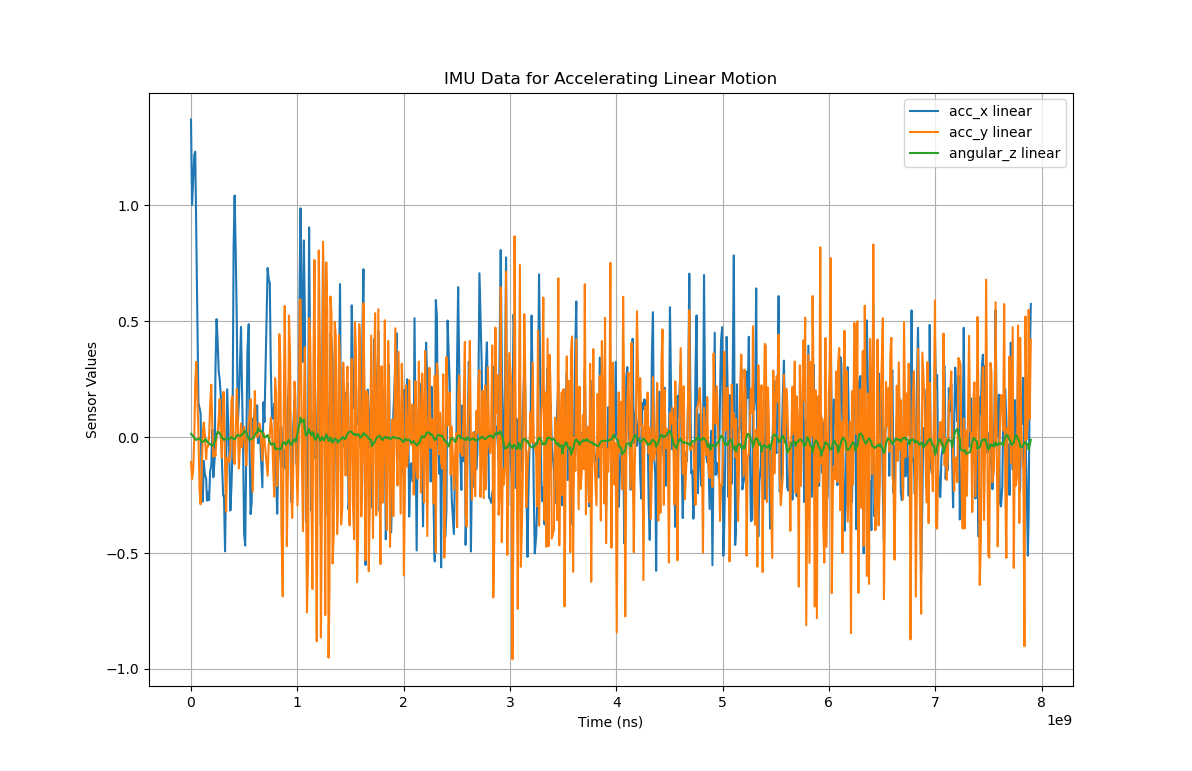 IMU Data for Accelerating Linear Motion
acc_x linear
acc_y linear
angular_z linear
1.0
0.5
0.0
−0.5
−1.0
Sensor Values
0 1 2 3 4 5 6 7 8
1e9
Time (ns)